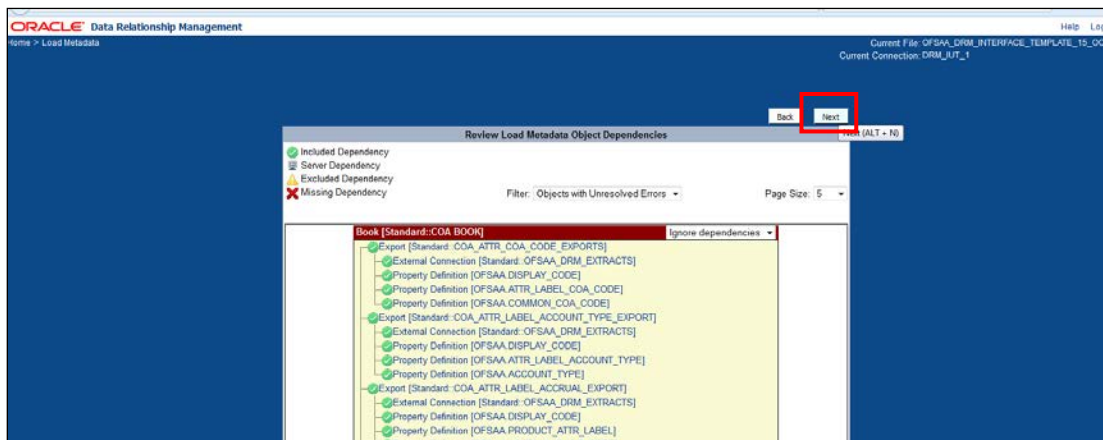 ORACLE Data Relationship Management
Help
Home > Load Metadata
Current File: OFSAA_DRM_INTERFACE_TEMPLATE_15_OC
Current Connection: DRM_IUT_1
Back Next
Review Load Metadata Object Dependencies
(ALT + N)
Included Dependency
Server Dependency
Excluded Dependency
Missing Dependency
Filter: Objects with Unresolved Errors
Page Size: 5
Book [Standard::COA BOOK]
Ignore dependencies
Export [Standard::COA_ATTR_COA_CODE_EXPORTS]
External Connection [Standard::OFSAA_DRM_EXTRACTS]
Property Definition [OFSAA.DISPLAY_CODE]
Property Definition [OFSAA.ATTR_LABEL_COA_CODE]
Property Definition [OFSAA.COMMON_COA_CODE]
Export [Standard::COA_ATTR_LABEL_ACCOUNT_TYPE_EXPORT]
External Connection [Standard::OFSAA_DRM_EXTRACTS]
Property Definition [OFSAA.DISPLAY_CODE]
Property Definition [OFSAA.ATTR_LABEL_ACCOUNT_TYPE]
Property Definition [OFSAA.ACCOUNT_TYPE]
Export [Standard::COA_ATTR_LABEL_ACCRUAL_EXPORT]
External Connection [Standard::OFSAA_DRM_EXTRACTS]
Property Definition [OFSAA.DISPLAY_CODE]
Property Definition [OFSAA.PRODUCT_ATTR_LABEL]